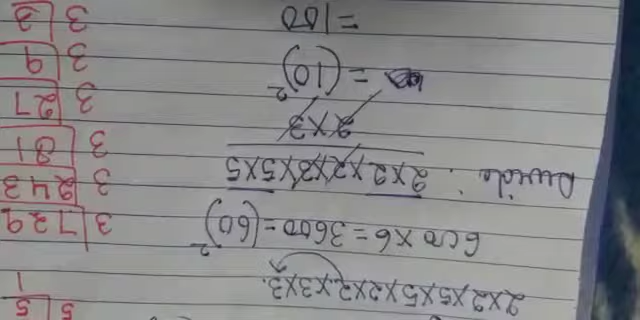 5 | 5
1
2×2×5×5×2×2×3×3.
600 × 6 = 3600 = (60)²
Divide :
2×2×2×3×5×5
2×3
= (10)²
= 100
3 | 729
3 | 243
3 | 81
3 | 27
3 | 9
3 | 3